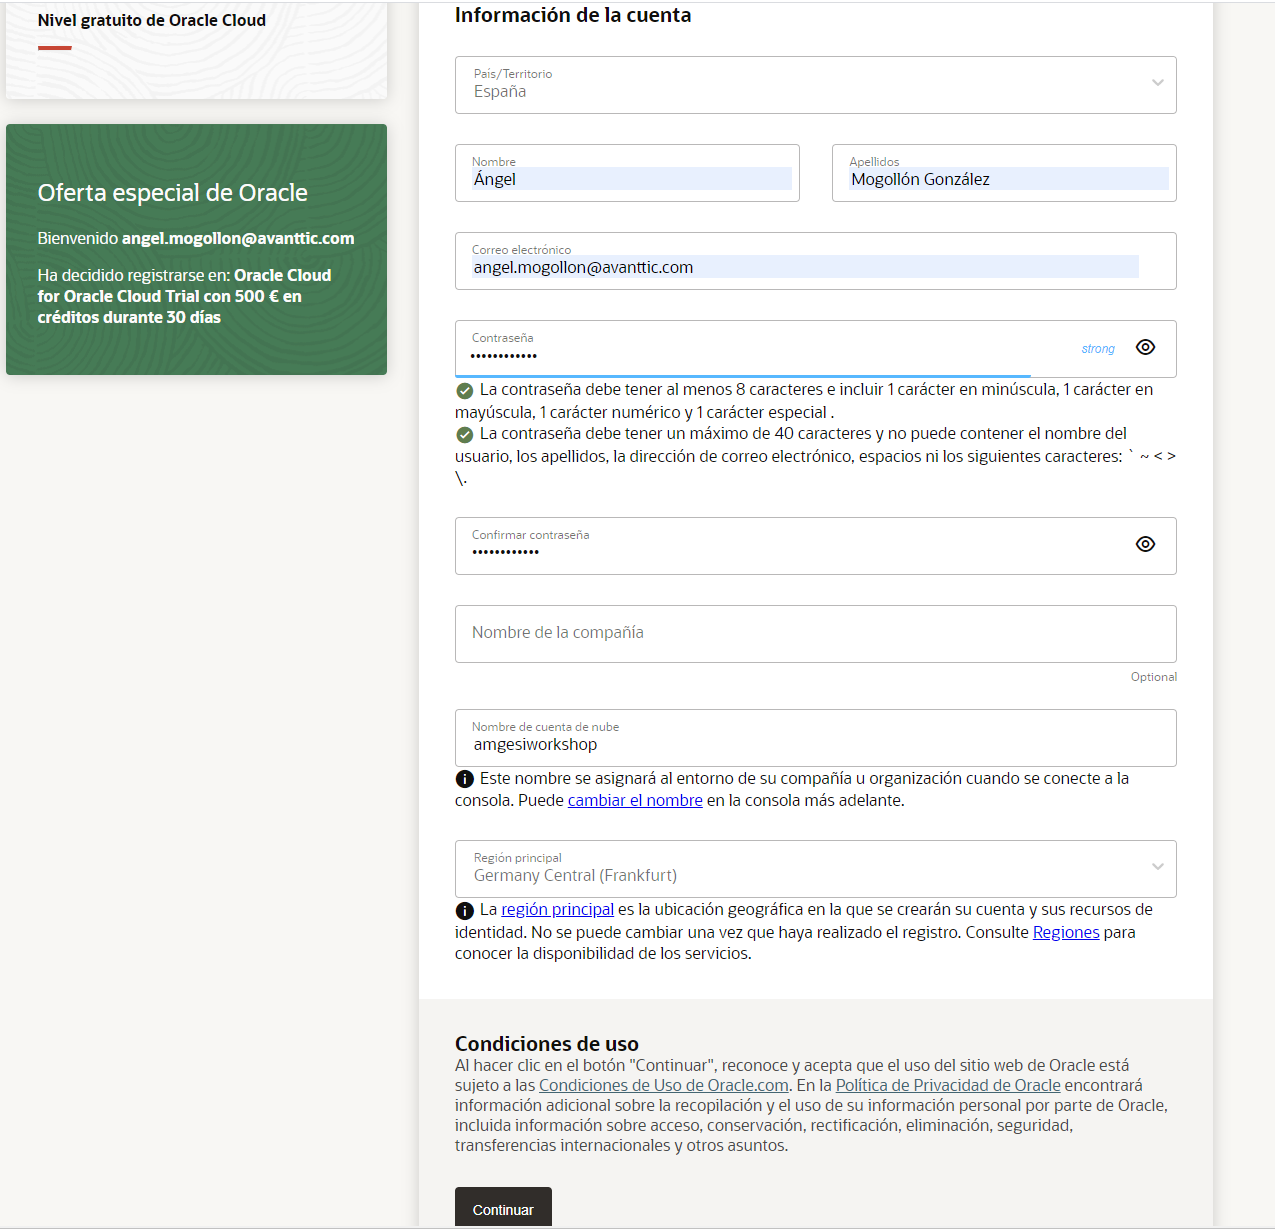 Nivel gratuito de Oracle Cloud
Oferta especial de Oracle
Bienvenido angel.mogollon@avanttic.com
Ha decidido registrarse en: Oracle Cloud
for Oracle Cloud Trial con 500 € en
créditos durante 30 días
Información de la cuenta
País/Territorio
España
Nombre
Ángel
Apellidos
Mogollón González
Correo electrónico
angel.mogollon@avanttic.com
Contraseña
••••••••••••
strong
La contraseña debe tener al menos 8 caracteres e incluir 1 carácter en minúscula, 1 carácter en
mayúscula, 1 carácter numérico y 1 carácter especial .
La contraseña debe tener un máximo de 40 caracteres y no puede contener el nombre del
usuario, los apellidos, la dirección de correo electrónico, espacios ni los siguientes caracteres: ` ~ < >
\.
Confirmar contraseña
••••••••••••
Nombre de la compañía
Optional
Nombre de cuenta de nube
amgesiworkshop
Este nombre se asignará al entorno de su compañía u organización cuando se conecte a la
consola. Puede cambiar el nombre en la consola más adelante.
Región principal
Germany Central (Frankfurt)
La región principal es la ubicación geográfica en la que se crearán su cuenta y sus recursos de
identidad. No se puede cambiar una vez que haya realizado el registro. Consulte Regiones para
conocer la disponibilidad de los servicios.
Condiciones de uso
Al hacer clic en el botón "Continuar", reconoce y acepta que el uso del sitio web de Oracle está
sujeto a las Condiciones de Uso de Oracle.com. En la Política de Privacidad de Oracle encontrará
información adicional sobre la recopilación y el uso de su información personal por parte de Oracle,
incluida información sobre acceso, conservación, rectificación, eliminación, seguridad,
transferencias internacionales y otros asuntos.
Continuar